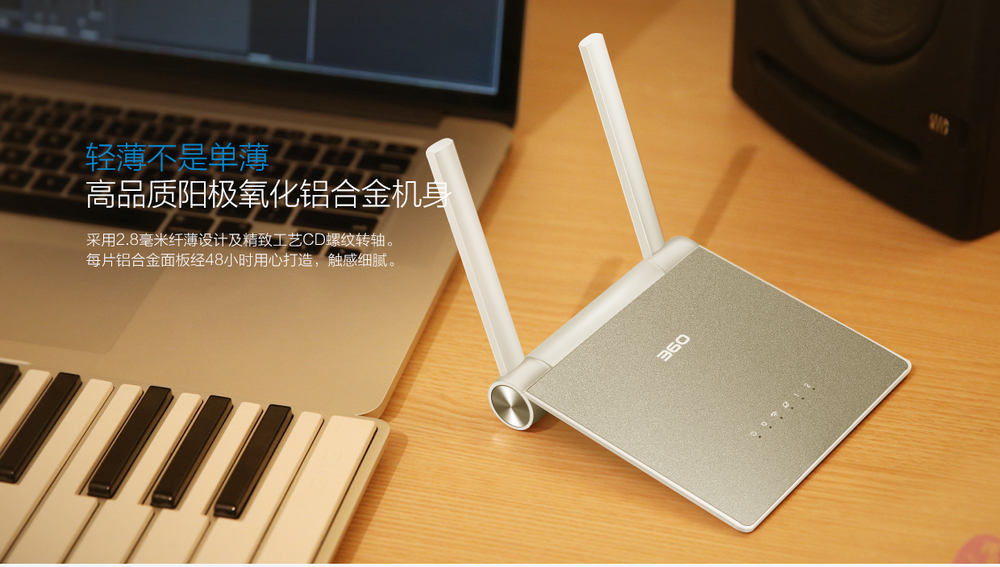 轻薄不是单薄
高品质阳极氧化铝合金机身
采用2.8毫米纤薄设计及精致工艺CD螺纹转轴。
每片铝合金面板经48小时用心打造，触感细腻。
360